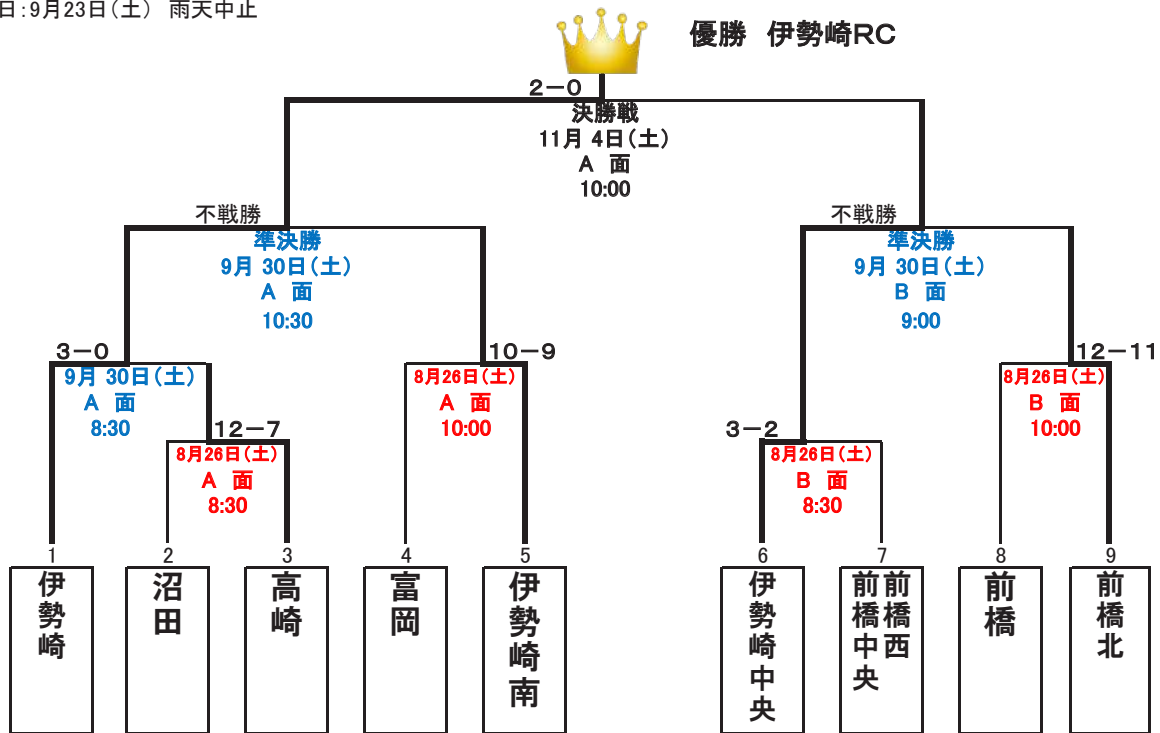 日:9月23日(土) 雨天中止
優勝 伊勢崎RC
2-0
決勝戦
11月 4日(土)
A 面
10:00
不戦勝
準決勝
9月 30日(土)
A 面
10:30
不戦勝
準決勝
9月 30日(土)
B 面
9:00
3-0
9月 30日(土)
A 面
8:30
10-9
8月26日(土)
A 面
10:00
12-11
8月26日(土)
B 面
10:00
12-7
8月26日(土)
A 面
8:30
3-2
8月26日(土)
B 面
8:30
1
2
3
4
5
6
7
8
9
伊勢崎
沼田
高崎
富岡
伊勢崎南
伊勢崎中央
前橋西
前橋中央
前橋
前橋北